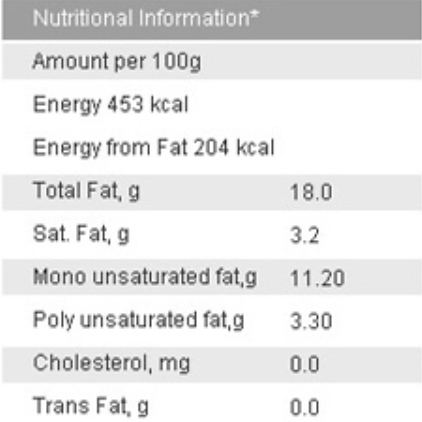 Nutritional Information*
Amount per 100g
Energy 453 kcal
Energy from Fat 204 kcal
Total Fat, g 18.0
Sat. Fat, g 3.2
Mono unsaturated fat,g 11.20
Poly unsaturated fat,g 3.30
Cholesterol, mg 0.0
Trans Fat, g 0.0